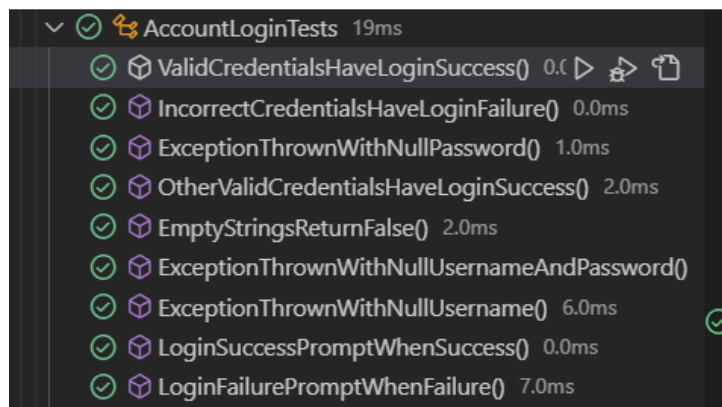 AccountLoginTests 19ms
ValidCredentialsHaveLoginSuccess() 0.(
IncorrectCredentialsHaveLoginFailure() 0.0ms
ExceptionThrownWithNullPassword() 1.0ms
OtherValidCredentialsHaveLoginSuccess() 2.0ms
EmptyStringsReturnFalse() 2.0ms
ExceptionThrownWithNullUsernameAndPassword()
ExceptionThrownWithNullUsername() 6.0ms
LoginSuccessPromptWhenSuccess() 0.0ms
LoginFailurePromptWhenFailure() 7.0ms